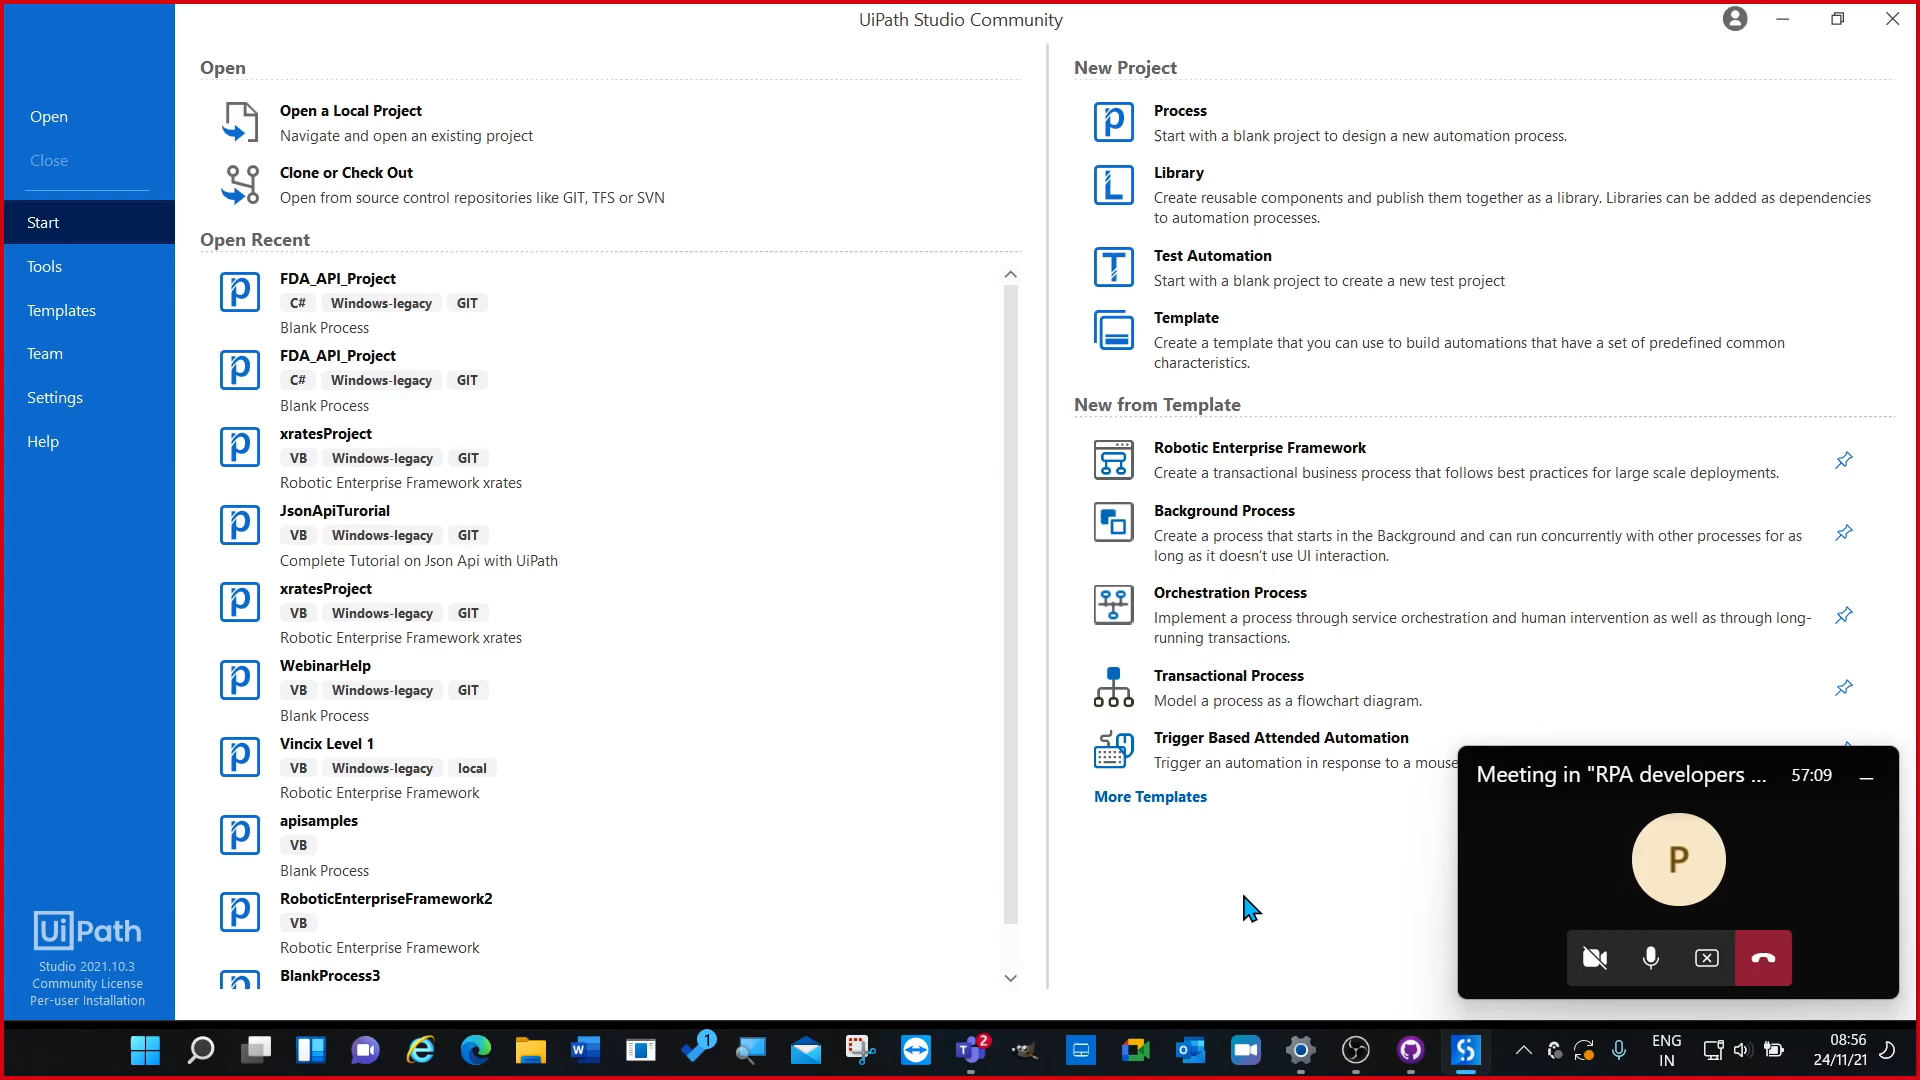 UiPath Studio Community
Open
Close
Start
Tools
Templates
Team
Settings
Help
UiPath
Studio 2021.10.3
Community License
Per-user Installation
Open
Open a Local Project
Navigate and open an existing project
Clone or Check Out
Open from source control repositories like GIT, TFS or SVN
Open Recent
FDA_API_Project
C# Windows-legacy GIT
Blank Process
FDA_API_Project
C# Windows-legacy GIT
Blank Process
xratesProject
VB Windows-legacy GIT
Robotic Enterprise Framework xrates
JsonApiTurorial
VB Windows-legacy GIT
Complete Tutorial on Json Api with UiPath
xratesProject
VB Windows-legacy GIT
Robotic Enterprise Framework xrates
WebinarHelp
VB Windows-legacy GIT
Blank Process
Vincix Level 1
VB Windows-legacy local
Robotic Enterprise Framework
apisamples
VB
Blank Process
RoboticEnterpriseFramework2
VB
Robotic Enterprise Framework
BlankProcess3
New Project
Process
Start with a blank project to design a new automation process.
Library
Create reusable components and publish them together as a library. Libraries can be added as dependencies
to automation processes.
Test Automation
Start with a blank project to create a new test project
Template
Create a template that you can use to build automations that have a set of predefined common
characteristics.
New from Template
Robotic Enterprise Framework
Create a transactional business process that follows best practices for large scale deployments.
Background Process
Create a process that starts in the Background and can run concurrently with other processes for as
long as it doesn't use UI interaction.
Orchestration Process
Implement a process through service orchestration and human intervention as well as through long-
running transactions.
Transactional Process
Model a process as a flowchart diagram.
Trigger Based Attended Automation
Trigger an automation in response to a mouse
More Templates
Meeting in "RPA developers ... 57:09
P
1
2
ENG
IN
08:56
24/11/21